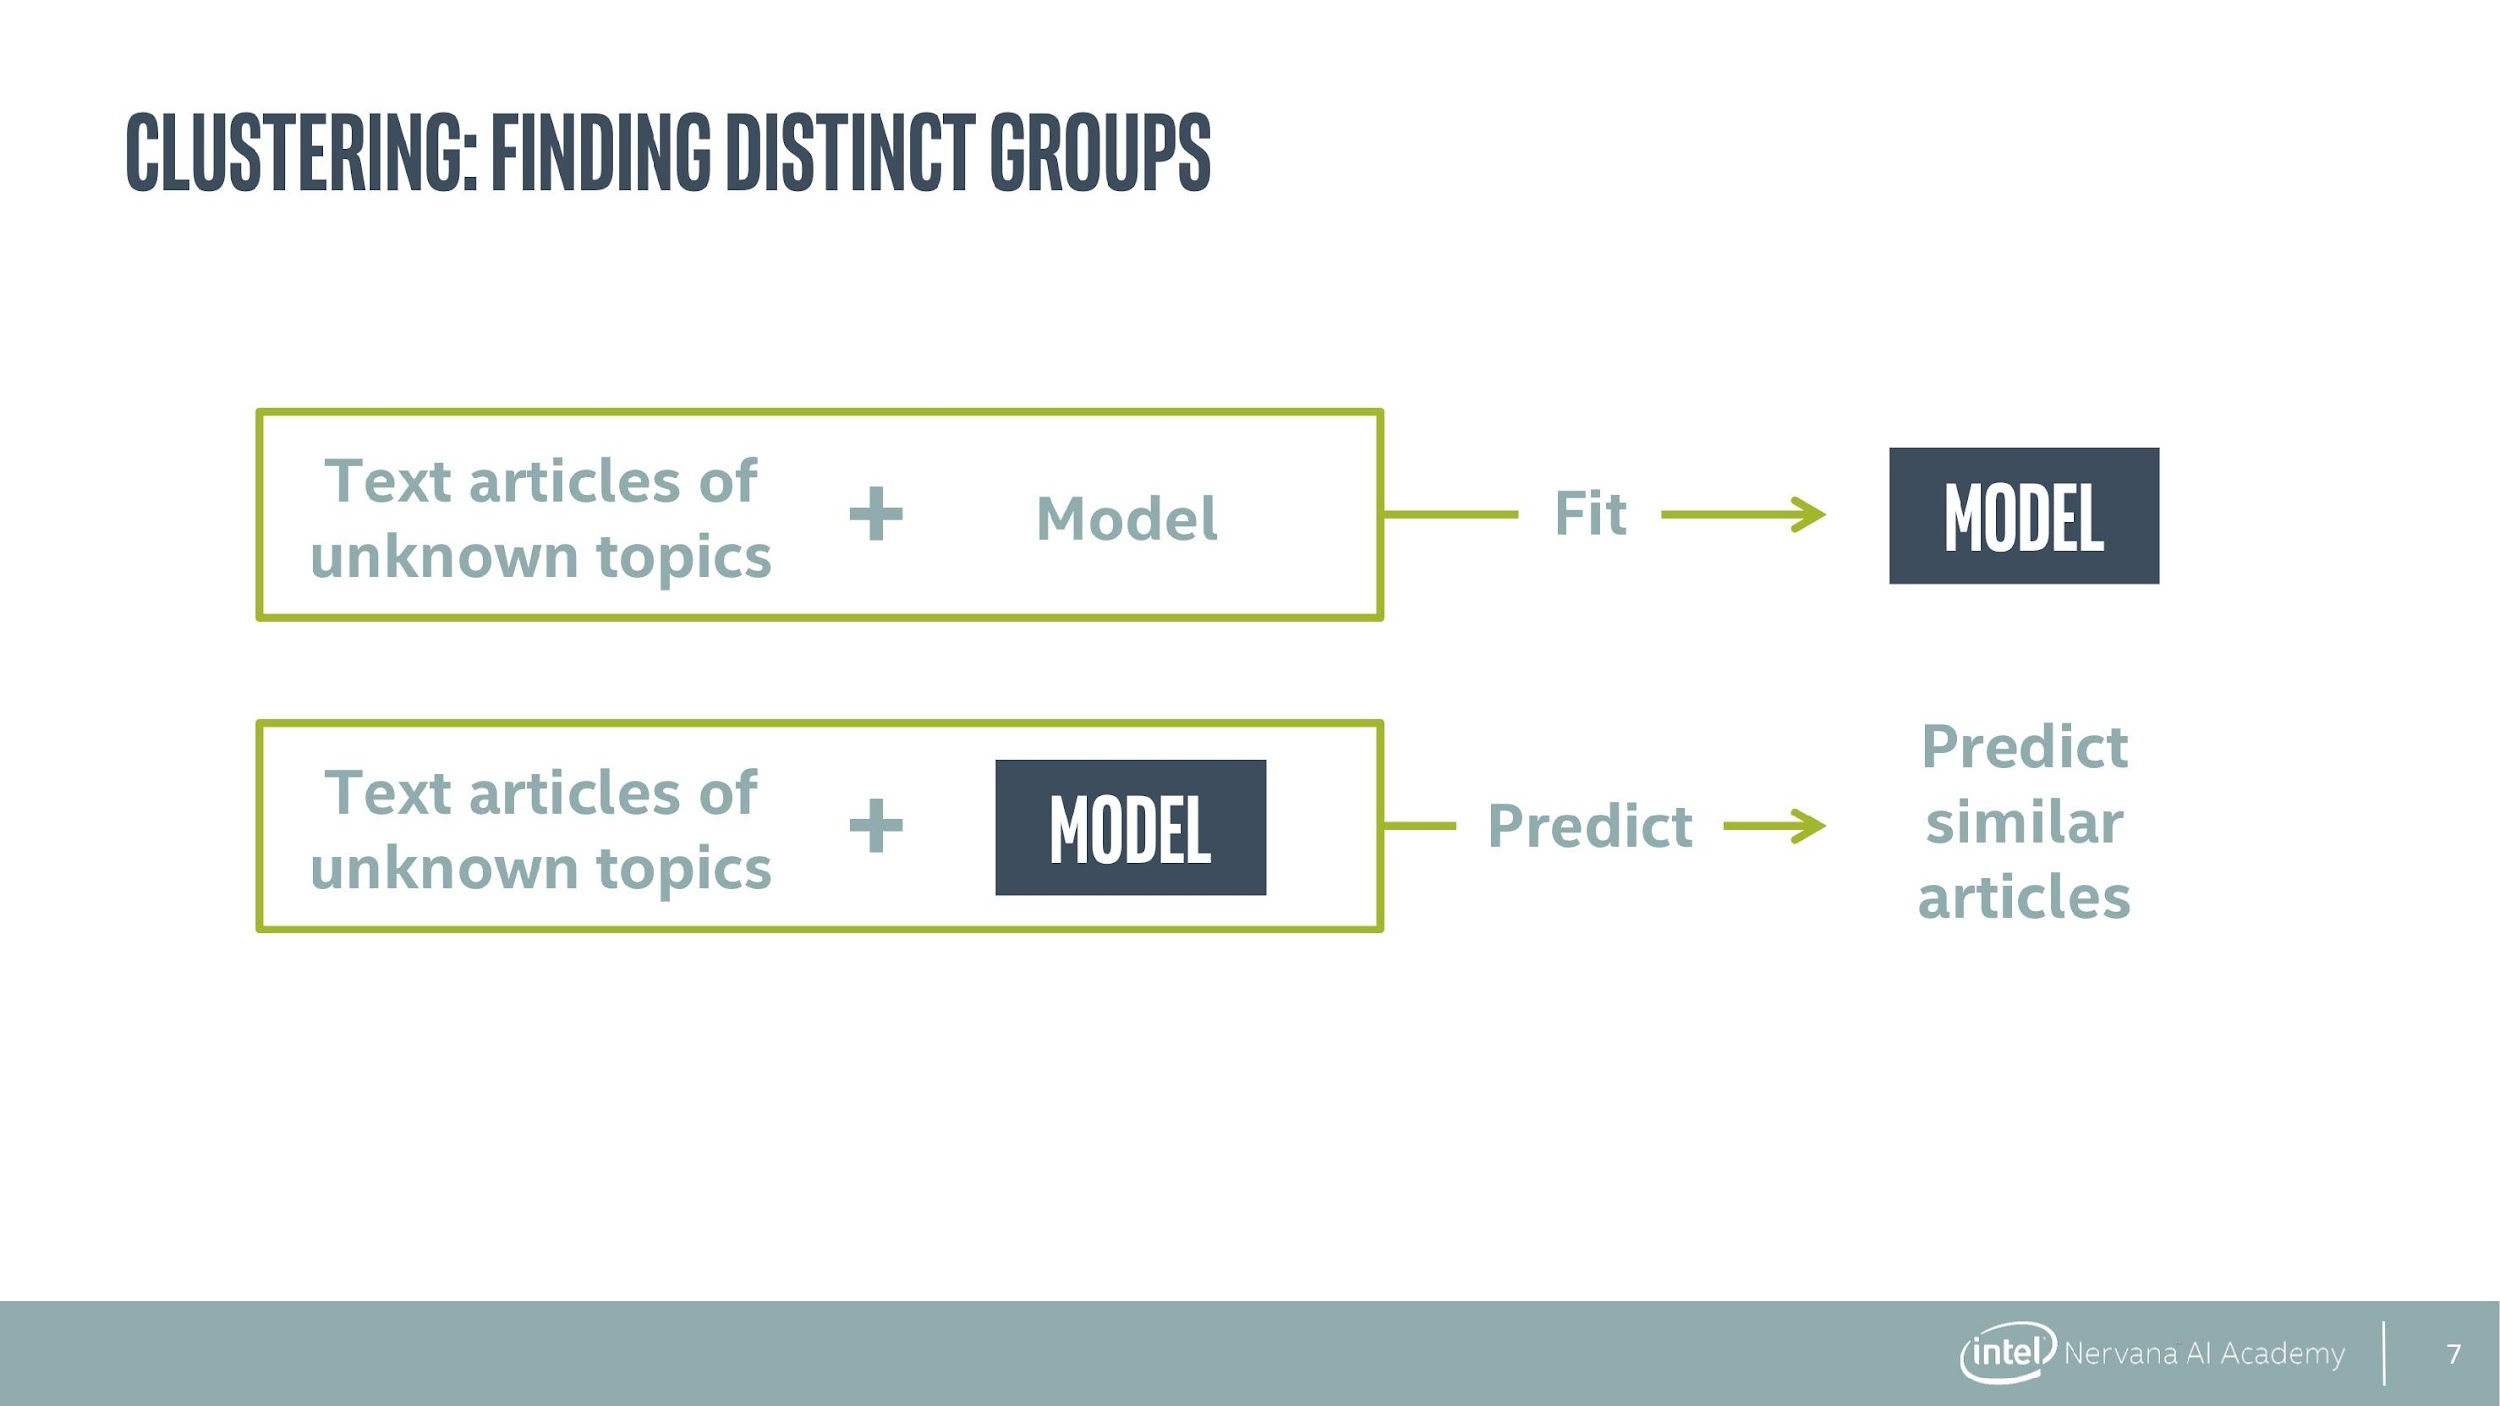 CLUSTERING: FINDING DISTINCT GROUPS
Text articles of
unknown topics
+
Model
Fit
MODEL
Text articles of
unknown topics
+
MODEL
Predict
Predict
similar
articles
intel Nervana AI Academy
7